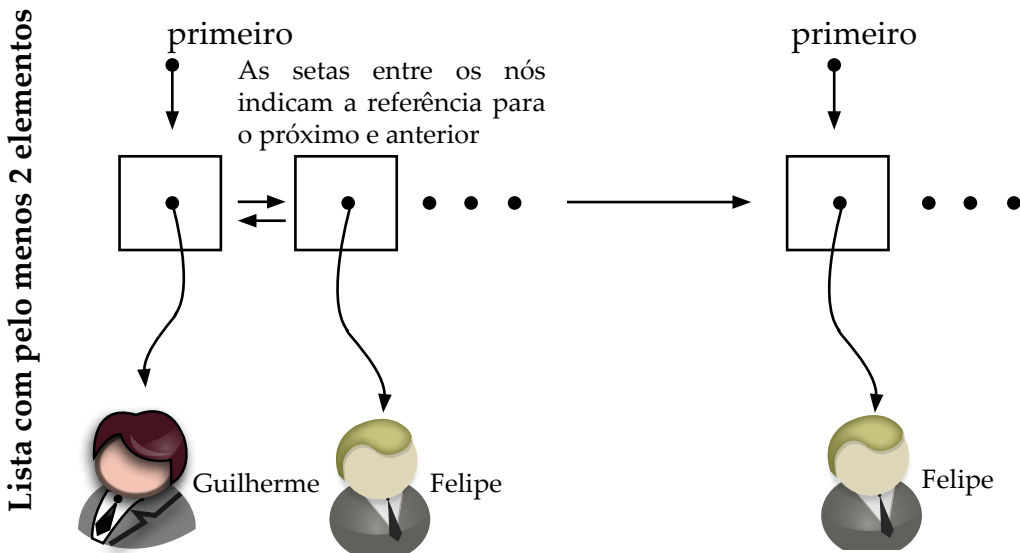 Lista com pelo menos 2 elementos
primeiro
As setas entre os nós
indicam a referência para
o próximo e anterior
primeiro
Guilherme
Felipe
Felipe